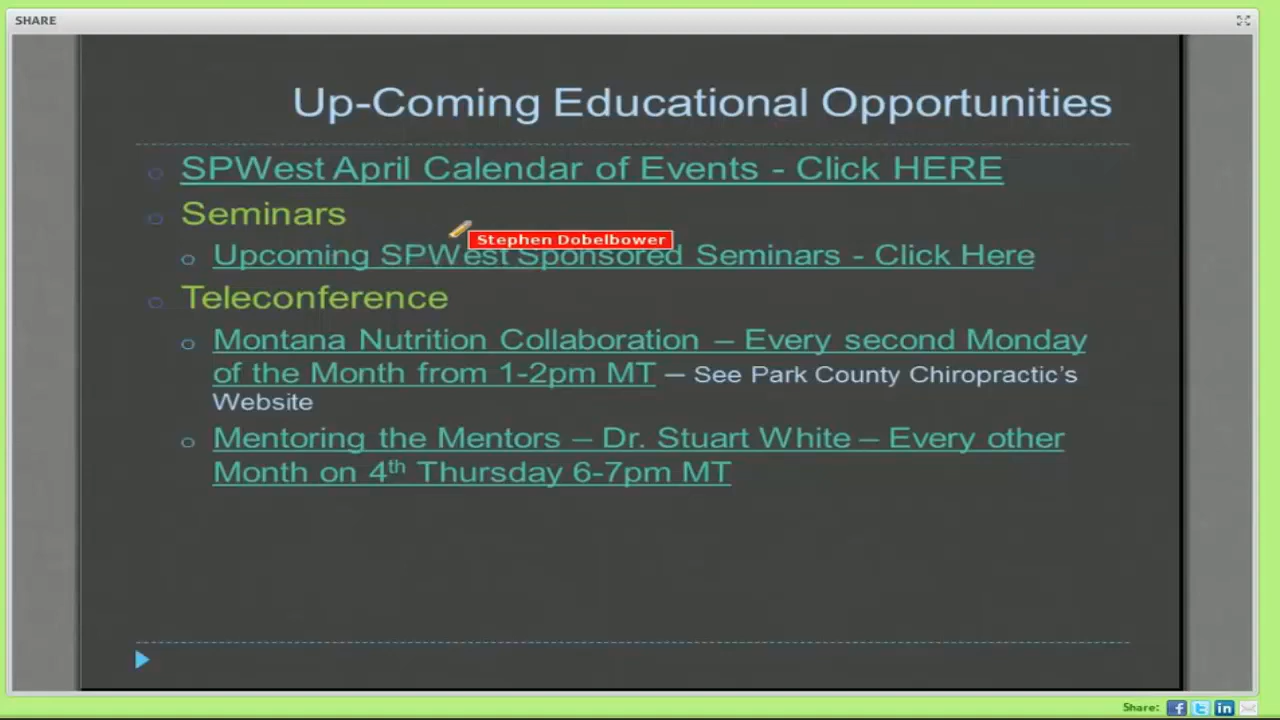 SHARE
Up-Coming Educational Opportunities
SPWest April Calendar of Events - Click HERE
Seminars
Stephen Dobelbower
Upcoming SPWest Sponsored Seminars - Click Here
Teleconference
Montana Nutrition Collaboration – Every second Monday
of the Month from 1-2pm MT – See Park County Chiropractic's
Website
Mentoring the Mentors – Dr. Stuart White – Every other
Month on 4th Thursday 6-7pm MT
Share: